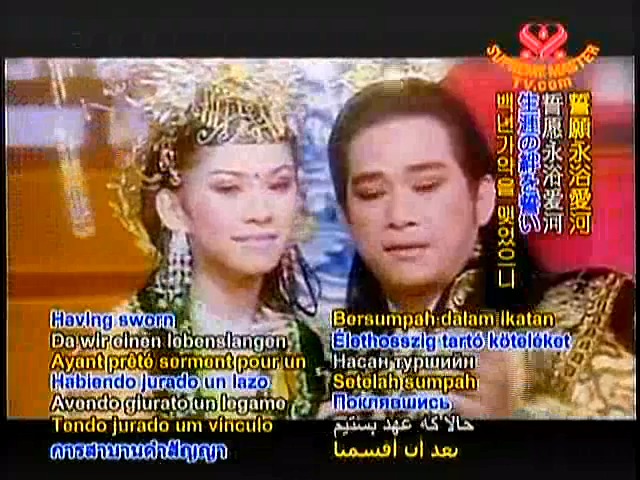 SUPREME MASTER
TV.com
誓願永浴愛河
誓愿永浴爱河
生涯の絆を誓い
백년가약을 맺었으니
Having sworn
Da wir einen lebenslangen
Ayant prêté serment pour un
Habiendo jurado un lazo
Avendo giurato un legame
Tendo jurado um vínculo
การสาบานคำสัญญา
Bersumpah dalam ikatan
Élethosszig tartó köteléket
Насан туршийн
Setelah sumpah
Поклявшись
حالا که عهد بستیم
بعد أن أقسمنا